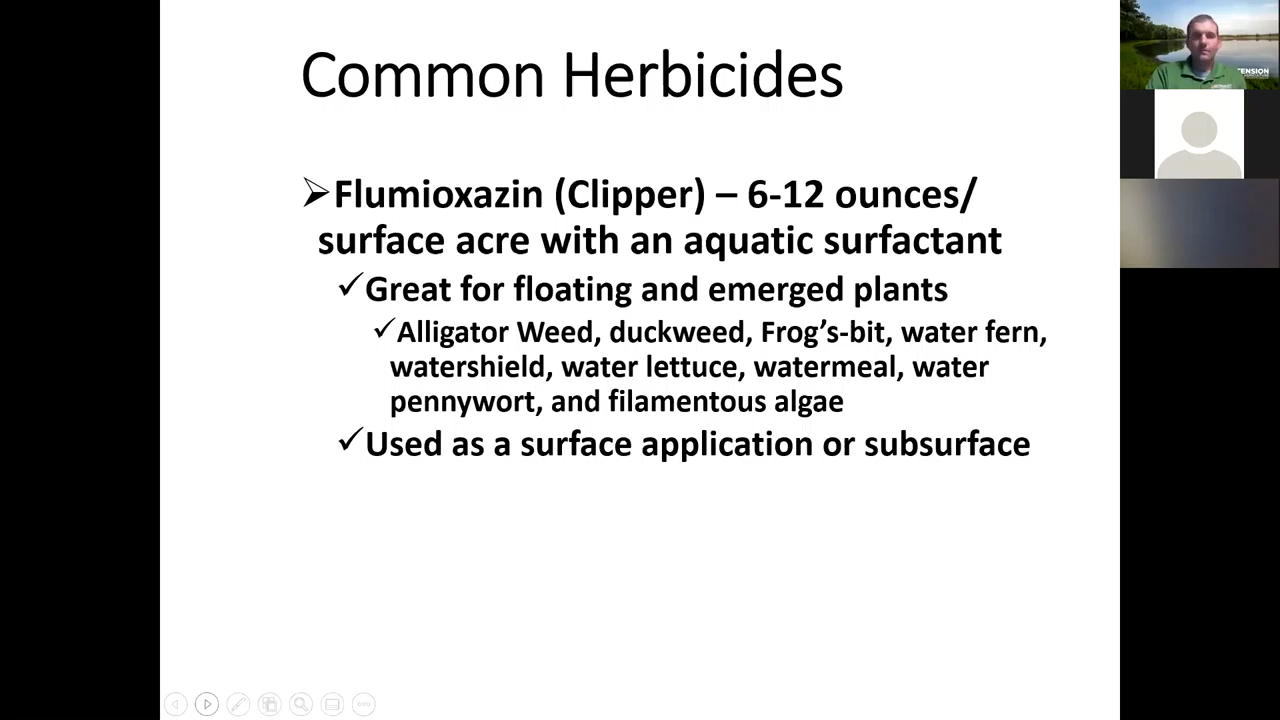 Common Herbicides
➢Flumioxazin (Clipper) – 6-12 ounces/
surface acre with an aquatic surfactant
✓Great for floating and emerged plants
✓Alligator Weed, duckweed, Frog’s-bit, water fern,
watershield, water lettuce, watermeal, water
pennywort, and filamentous algae
✓Used as a surface application or subsurface
TENSION